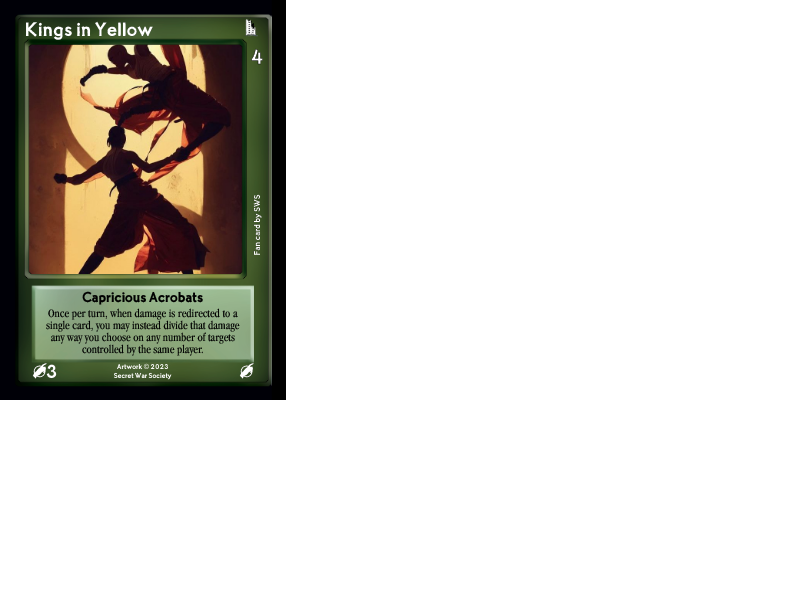 Kings in Yellow
4
Fan card by SWS
Capricious Acrobats
Once per turn, when damage is redirected to a
single card, you may instead divide that damage
any way you choose on any number of targets
controlled by the same player.
3
Artwork © 2023
Secret War Society